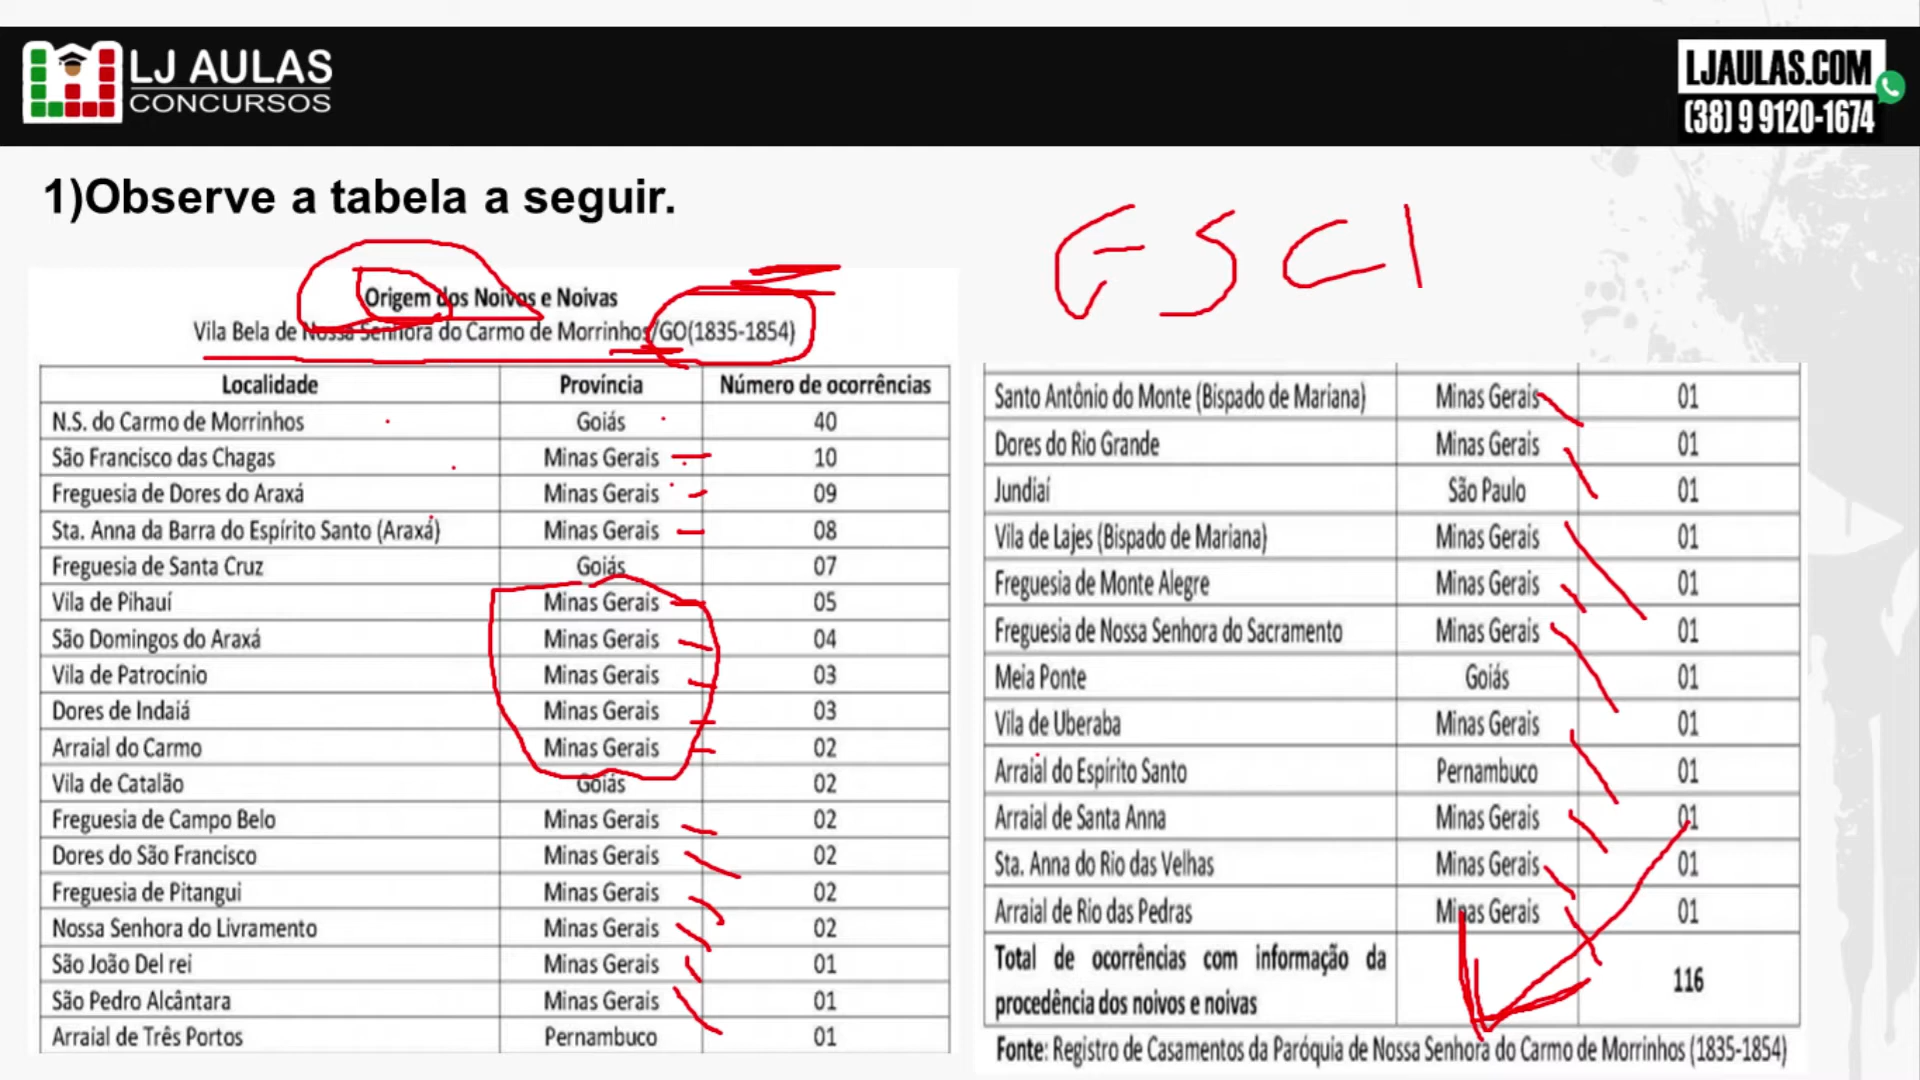 LJ AULAS
CONCURSOS
LJAULAS.COM
(38) 9 9120-1674
1)Observe a tabela a seguir.
ESCI
Origem dos Noivos e Noivas
Vila Bela de Nossa Senhora do Carmo de Morrinhos/GO(1835-1854)
Localidade Província Número de ocorrências
N.S. do Carmo de Morrinhos Goiás 40
São Francisco das Chagas Minas Gerais 10
Freguesia de Dores do Araxá Minas Gerais 09
Sta. Anna da Barra do Espírito Santo (Araxá) Minas Gerais 08
Freguesia de Santa Cruz Goiás 07
Vila de Pihauí Minas Gerais 05
São Domingos do Araxá Minas Gerais 04
Vila de Patrocínio Minas Gerais 03
Dores de Indaiá Minas Gerais 03
Arraial do Carmo Minas Gerais 02
Vila de Catalão Goiás 02
Freguesia de Campo Belo Minas Gerais 02
Dores do São Francisco Minas Gerais 02
Freguesia de Pitangui Minas Gerais 02
Nossa Senhora do Livramento Minas Gerais 02
São João Del rei Minas Gerais 01
São Pedro Alcântara Minas Gerais 01
Arraial de Três Portos Pernambuco 01
Santo Antônio do Monte (Bispado de Mariana) Minas Gerais 01
Dores do Rio Grande Minas Gerais 01
Jundiaí São Paulo 01
Vila de Lajes (Bispado de Mariana) Minas Gerais 01
Freguesia de Monte Alegre Minas Gerais 01
Freguesia de Nossa Senhora do Sacramento Minas Gerais 01
Meia Ponte Goiás 01
Vila de Uberaba Minas Gerais 01
Arraial do Espírito Santo Pernambuco 01
Arraial de Santa Anna Minas Gerais 01
Sta. Anna do Rio das Velhas Minas Gerais 01
Arraial de Rio das Pedras Minas Gerais 01
Total de ocorrências com informação da
procedência dos noivos e noivas 116
Fonte: Registro de Casamentos da Paróquia de Nossa Senhora do Carmo de Morrinhos (1835-1854)